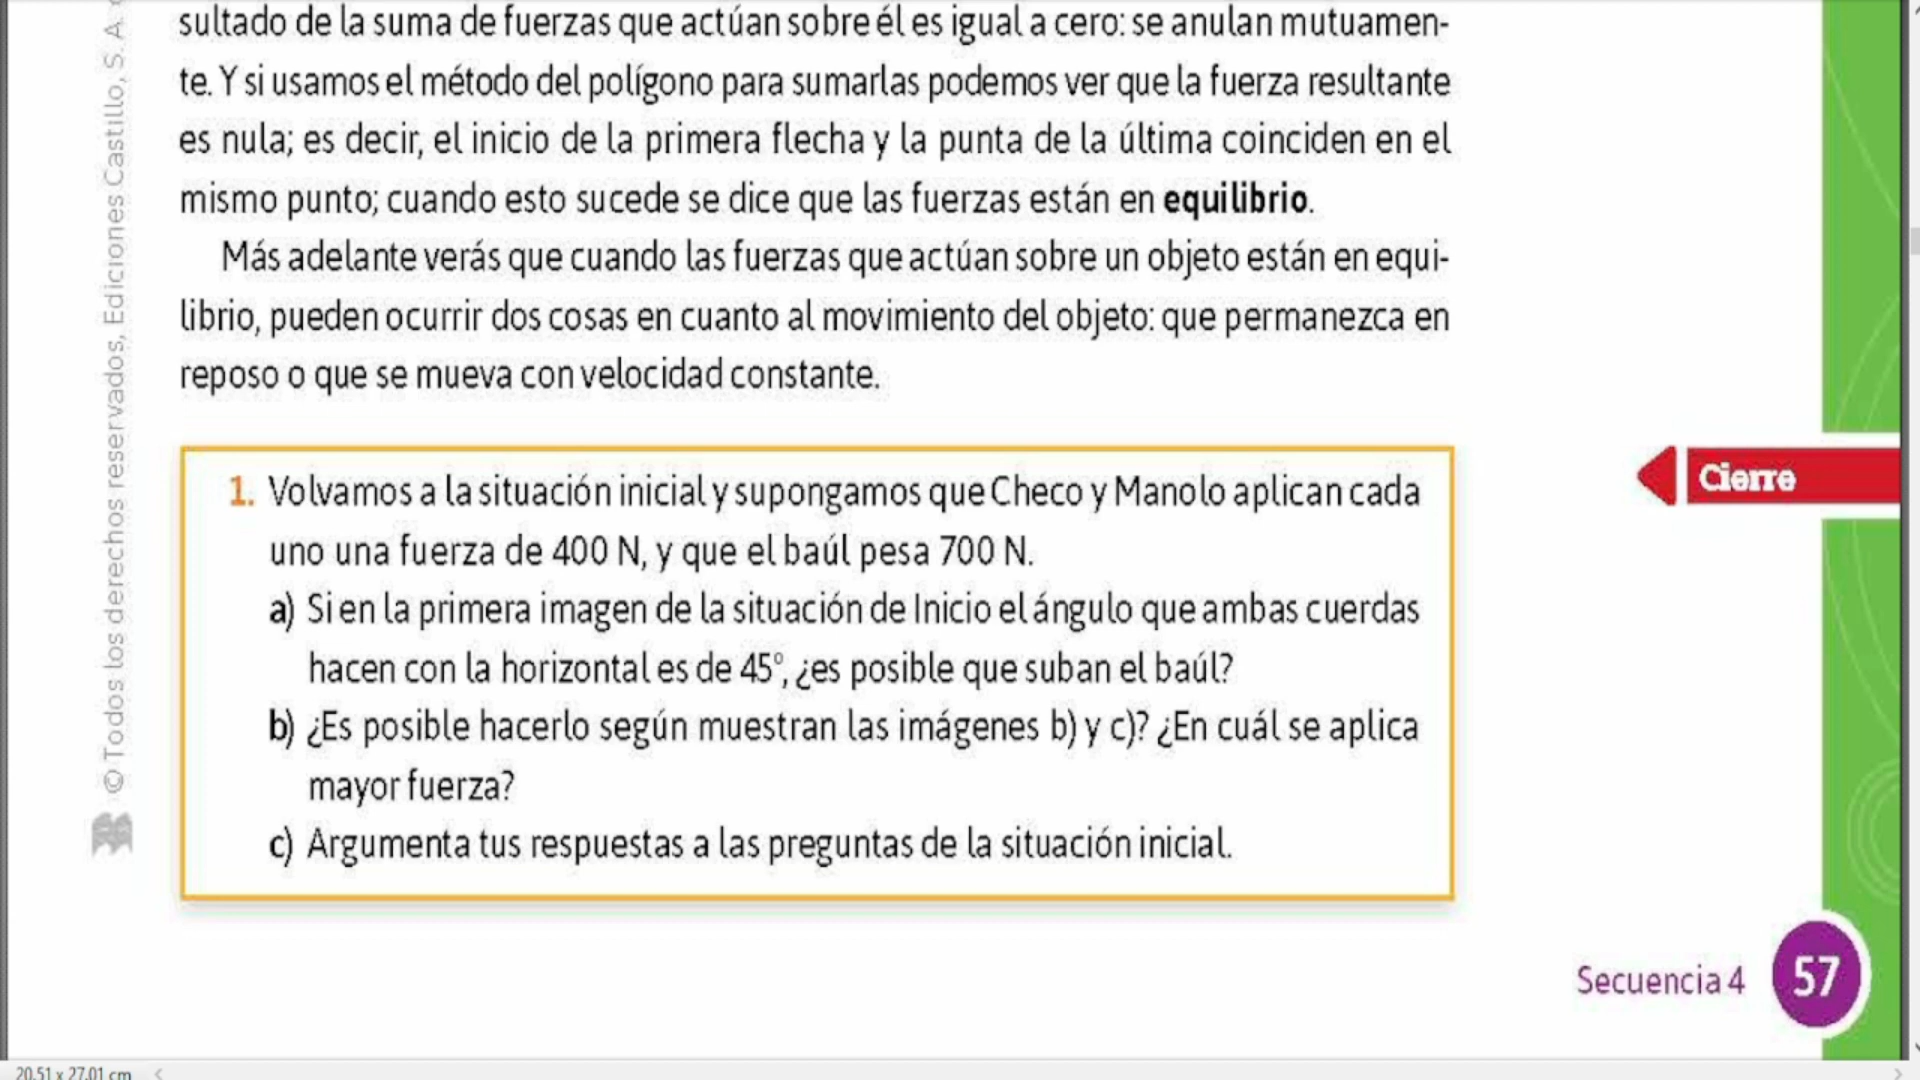 sultado de la suma de fuerzas que actúan sobre él es igual a cero: se anulan mutuamen-
te. Y si usamos el método del polígono para sumarlas podemos ver que la fuerza resultante
es nula; es decir, el inicio de la primera flecha y la punta de la última coinciden en el
mismo punto; cuando esto sucede se dice que las fuerzas están en equilibrio.
Más adelante verás que cuando las fuerzas que actúan sobre un objeto están en equi-
librio, pueden ocurrir dos cosas en cuanto al movimiento del objeto: que permanezca en
reposo o que se mueva con velocidad constante.
1. Volvamos a la situación inicial y supongamos que Checo y Manolo aplican cada
uno una fuerza de 400 N, y que el baúl pesa 700 N.
a) Si en la primera imagen de la situación de Inicio el ángulo que ambas cuerdas
hacen con la horizontal es de 45°, ¿es posible que suban el baúl?
b) ¿Es posible hacerlo según muestran las imágenes b) y c)? ¿En cuál se aplica
mayor fuerza?
c) Argumenta tus respuestas a las preguntas de la situación inicial.
Cierre
© Todos los derechos reservados, Ediciones Castillo, S. A.
Secuencia 4
57
20.51 x 27.01 cm